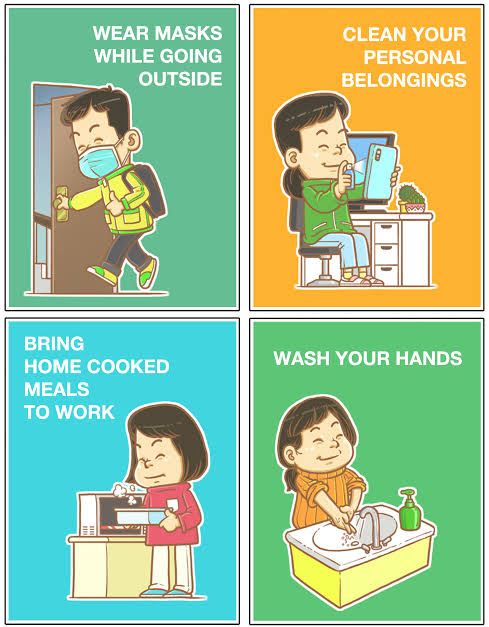 WEAR MASKS
WHILE GOING
OUTSIDE
CLEAN YOUR
PERSONAL
BELONGINGS
BRING
HOME COOKED
MEALS
TO WORK
WASH YOUR HANDS